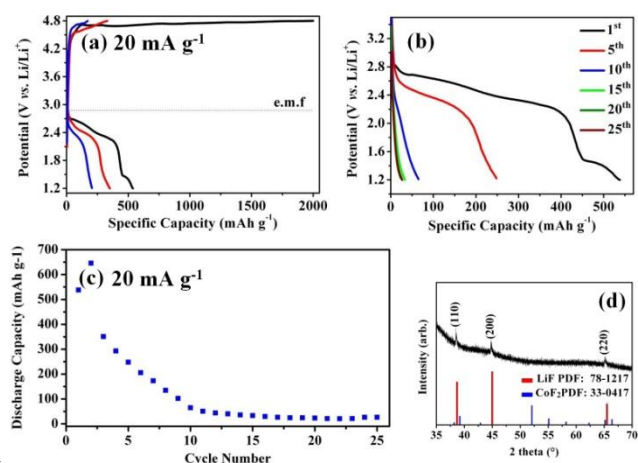 (a) 20 mA g-1
4.8
4.2
3.6
3.0
2.4
1.8
1.2
Potential (V vs. Li/Li+)
e.m.f
0 500 1000 1500 2000
Specific Capacity (mAh g-1)
(b)
1st
5th
10th
15th
20th
25th
3.6
3.2
2.8
2.4
2.0
1.6
1.2
Potential (V vs. Li/Li+)
0 100 200 300 400 500
Specific Capacity (mAh g-1)
(c) 20 mA g-1
700
600
500
400
300
200
100
0
Discharge Capacity (mAh g-1)
0 5 10 15 20 25
Cycle Number
(d)
(110)
(200)
(220)
LiF PDF: 78-1217
CoF2PDF: 33-0417
Intensity (arb.)
35 40 45 50 55 60 65 70
2 theta (°)